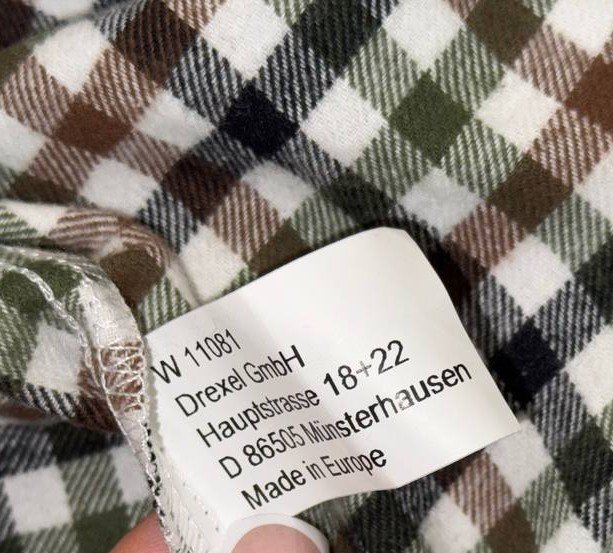 W 11081
Drexel GmbH
Hauptstrasse 18+22
D 86505 Münsterhausen
Made in Europe